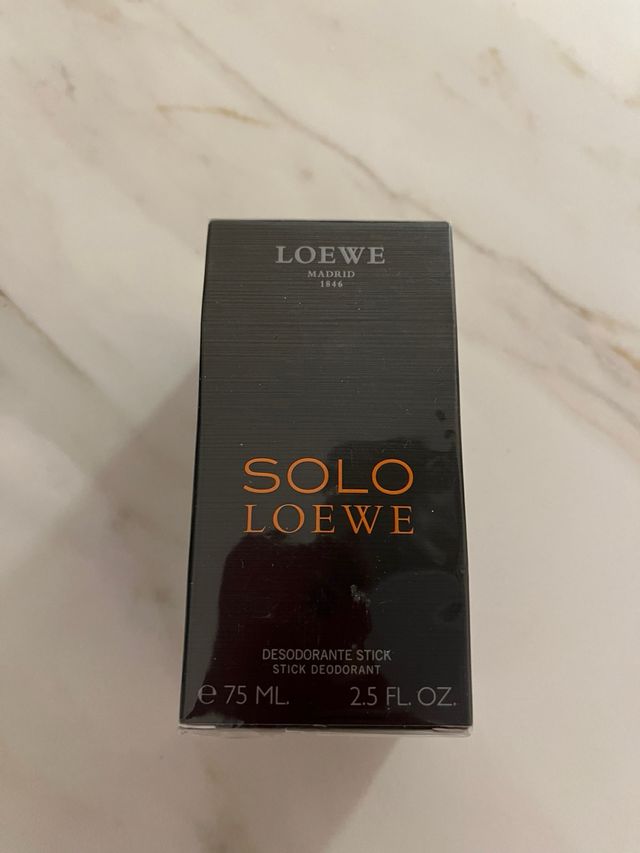 LOEWE
MADRID
1846
SOLO
LOEWE
DESODORANTE STICK
STICK DEODORANT
℮ 75 ML. 2.5 FL. OZ.